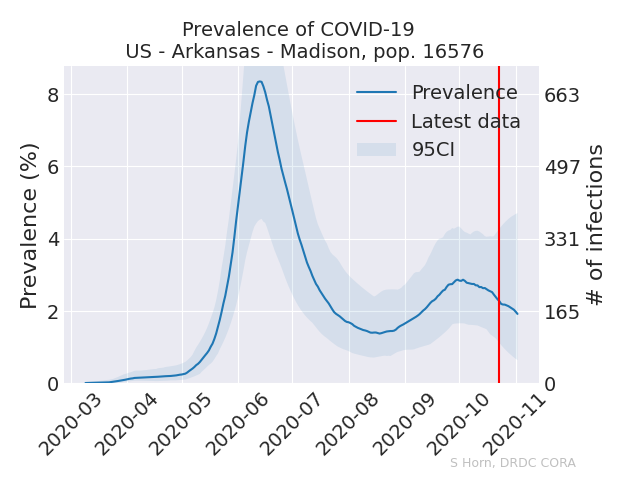 Prevalence of COVID-19
US - Arkansas - Madison, pop. 16576
Prevalence
Latest data
95CI
Prevalence (%)
8
6
4
2
0
663
497
331
165
0
# of infections
2020-03
2020-04
2020-05
2020-06
2020-07
2020-08
2020-09
2020-10
2020-11
S Horn, DRDC CORA